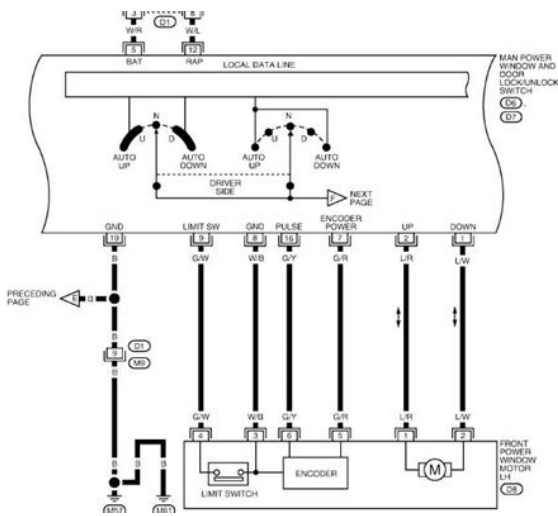 3 D1 8
W/R W/L
5 12
BAT RAP
LOCAL DATA LINE
MAN POWER
WINDOW AND
DOOR
LOCK/UNLOCK
SWITCH
D6 ,
D7
N N
U D U D
AUTO UP AUTO DOWN AUTO UP AUTO DOWN
DRIVER
SIDE
F NEXT
PAGE
GND LIMIT SW GND PULSE ENCODER POWER UP DOWN
19 9 8 16 7 2 1
B G/W W/B G/Y G/R L/R L/W
PRECEDING
PAGE
E B
B
9 D1
M9
B
G/W W/B G/Y G/R L/R L/W
4 3 6 5 1 2
FRONT
POWER
WINDOW
MOTOR
LH
D8
LIMIT SWITCH
ENCODER
M
B B B
M57 M61